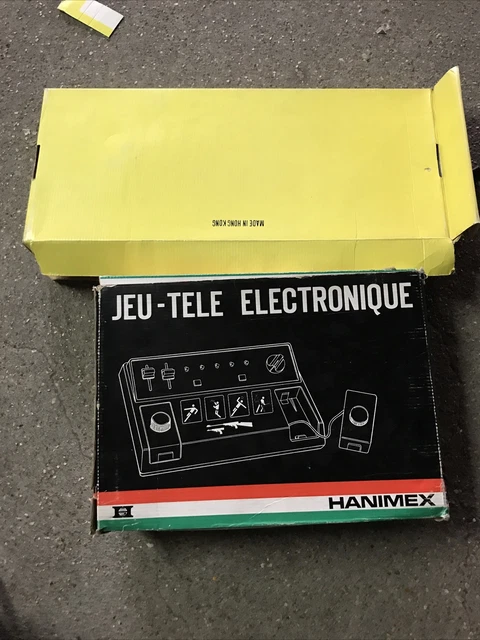 MADE IN HONG KONG
JEU-TELE ELECTRONIQUE
H
HANIMEX